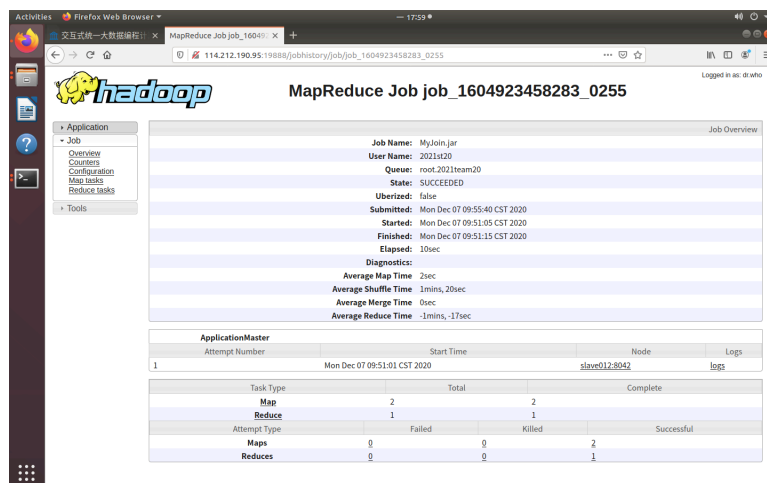 Activities Firefox Web Browser ▾ 17:59 ●
交互式统一大数据编程计 × MapReduce Job job_16049: × +
114.212.190.95:19888/jobhistory/job/job_1604923458283_0255
Logged in as: dr.who
hadoop
MapReduce Job job_1604923458283_0255
Application
Job
Overview
Counters
Configuration
Map tasks
Reduce tasks
Tools
Job Overview
Job Name: MyJoin.jar
User Name: 2021st20
Queue: root.2021team20
State: SUCCEEDED
Uberized: false
Submitted: Mon Dec 07 09:55:40 CST 2020
Started: Mon Dec 07 09:51:05 CST 2020
Finished: Mon Dec 07 09:51:15 CST 2020
Elapsed: 10sec
Diagnostics:
Average Map Time 2sec
Average Shuffle Time 1mins, 20sec
Average Merge Time 0sec
Average Reduce Time -1mins, -17sec
ApplicationMaster
Attempt Number Start Time Node Logs
1 Mon Dec 07 09:51:01 CST 2020 slave012:8042 logs
Task Type Total Complete
Map 2 2
Reduce 1 1
Attempt Type Failed Killed Successful
Maps 0 0 2
Reduces 0 0 1